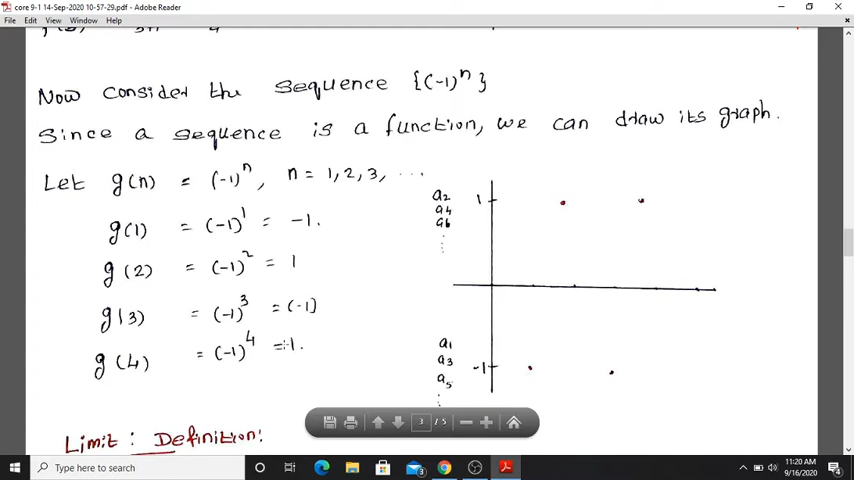 core 9-1 14-Sep-2020 10-57-29.pdf - Adobe Reader
File Edit View Window Help
Now consider the sequence {(-1)^n}
Since a sequence is a function, we can draw its graph.
Let g(n) = (-1)^n, n = 1, 2, 3, ...
g(1) = (-1)^1 = -1.
g(2) = (-1)^2 = 1
g(3) = (-1)^3 = (-1)
g(4) = (-1)^4 = 1.
a2 1
a4
a6
a1
a3 -1
a5
3 / 5
Limit: Definition:
Type here to search
3
11:20 AM
9/16/2020
4